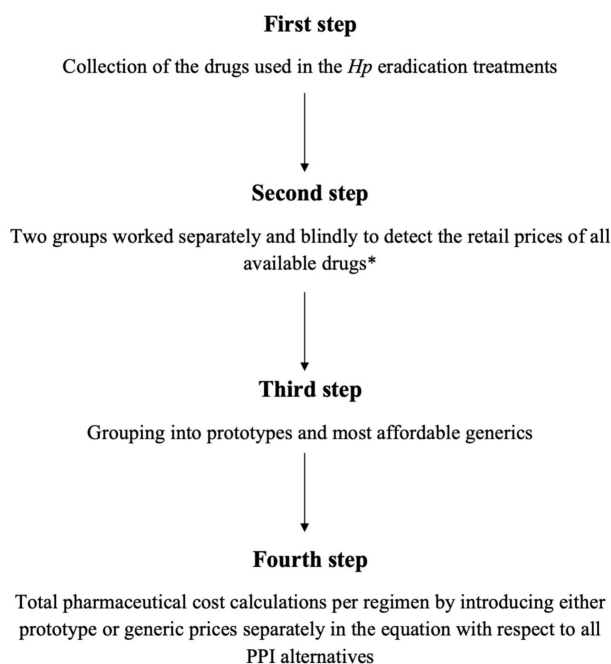 First step
Collection of the drugs used in the Hp eradication treatments
Second step
Two groups worked separately and blindly to detect the retail prices of all
available drugs*
Third step
Grouping into prototypes and most affordable generics
Fourth step
Total pharmaceutical cost calculations per regimen by introducing either
prototype or generic prices separately in the equation with respect to all
PPI alternatives